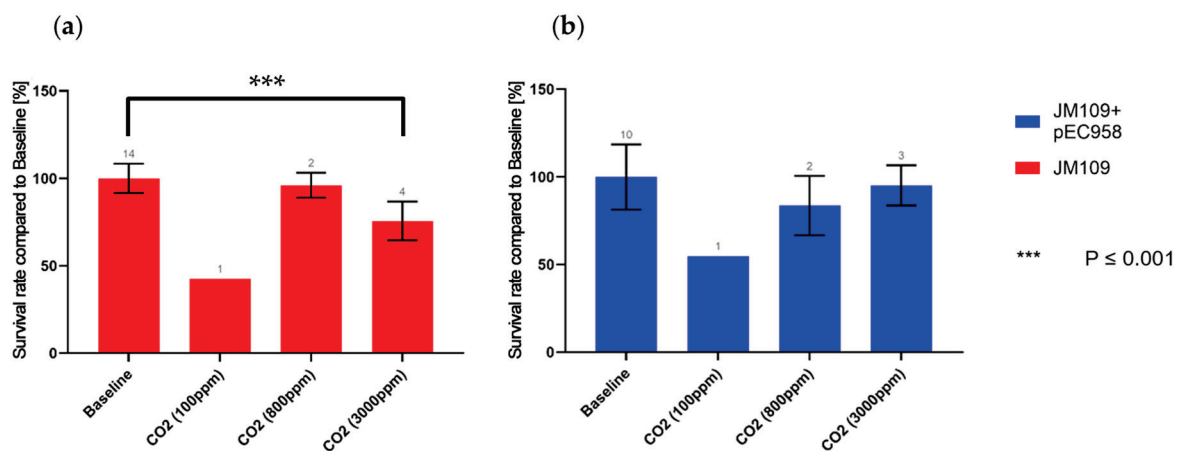 (a)
Survival rate compared to Baseline [%]
150
100
50
0
***
14
1
2
4
Baseline
CO2 (100ppm)
CO2 (800ppm)
CO2 (3000ppm)
(b)
Survival rate compared to Baseline [%]
150
100
50
0
10
1
2
3
Baseline
CO2 (100ppm)
CO2 (800ppm)
CO2 (3000ppm)
JM109+
pEC958
JM109
*** P ≤ 0.001